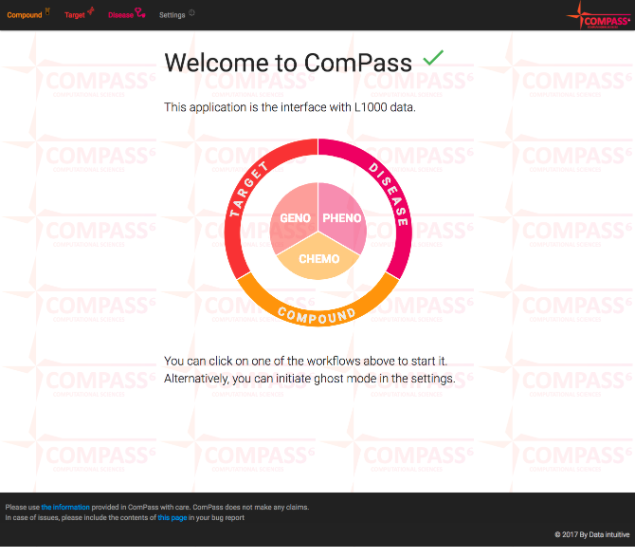 Compound
Target
Disease
Settings
COMPASS
Welcome to ComPass
This application is the interface with L1000 data.
TARGET
DISEASE
GENO
PHENO
CHEMO
COMPOUND
You can click on one of the workflows above to start it.
Alternatively, you can initiate ghost mode in the settings.
COMPASS⁶
COMPUTATIONAL SCIENCES
Please use the information provided in ComPass with care. ComPass does not make any claims.
In case of issues, please include the contents of this page in your bug report
© 2017 By Data intuitive